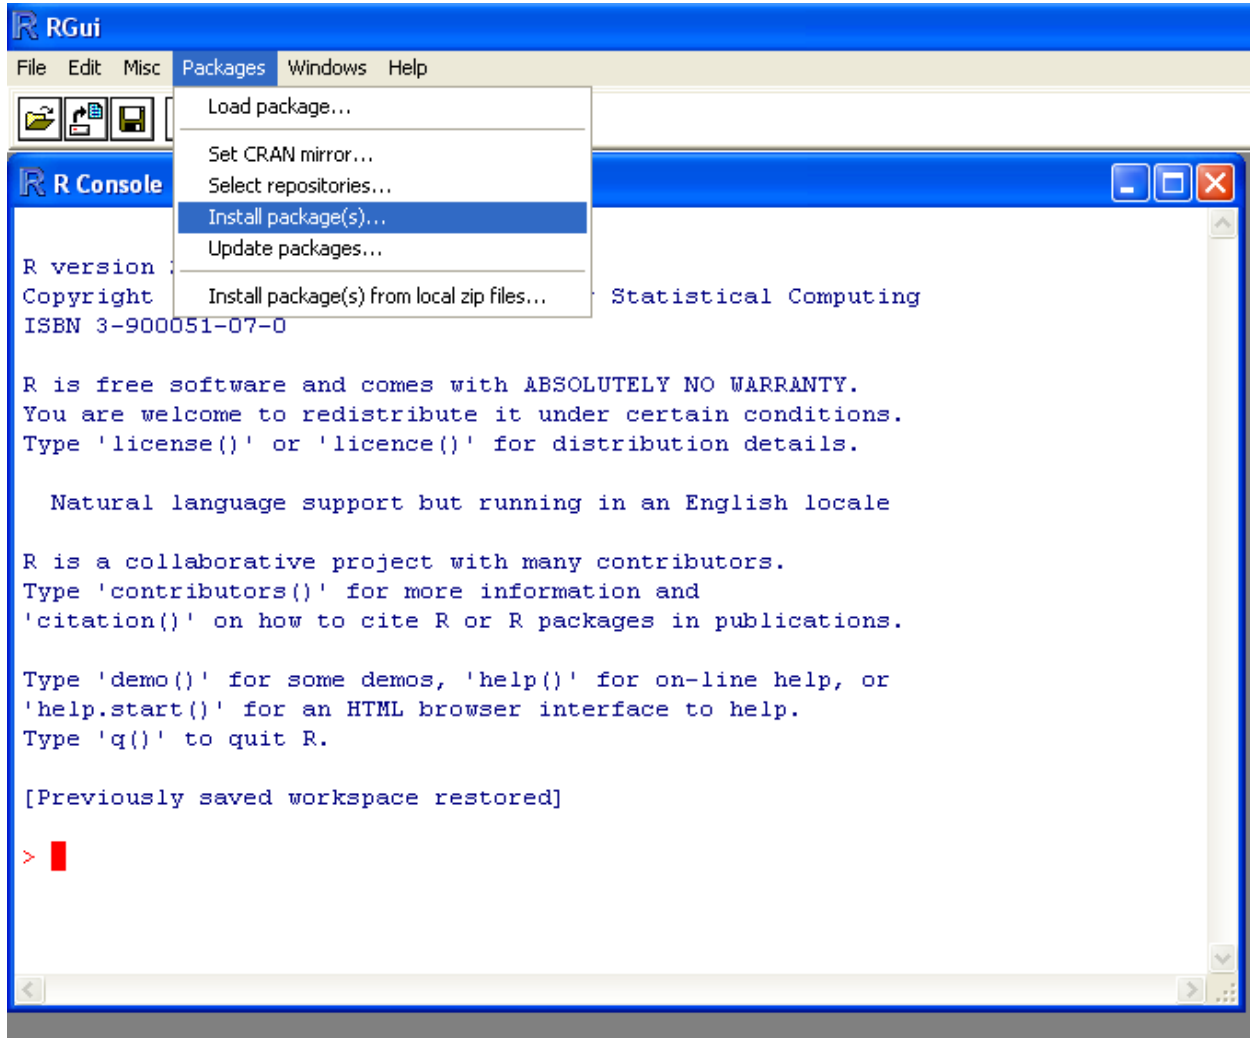 RGui
File Edit Misc Packages Windows Help
Load package...
Set CRAN mirror...
Select repositories...
Install package(s)...
Update packages...
Install package(s) from local zip files...
R Console
R version
Copyright Statistical Computing
ISBN 3-900051-07-0
R is free software and comes with ABSOLUTELY NO WARRANTY.
You are welcome to redistribute it under certain conditions.
Type 'license()' or 'licence()' for distribution details.
Natural language support but running in an English locale
R is a collaborative project with many contributors.
Type 'contributors()' for more information and
'citation()' on how to cite R or R packages in publications.
Type 'demo()' for some demos, 'help()' for on-line help, or
'help.start()' for an HTML browser interface to help.
Type 'q()' to quit R.
[Previously saved workspace restored]
>